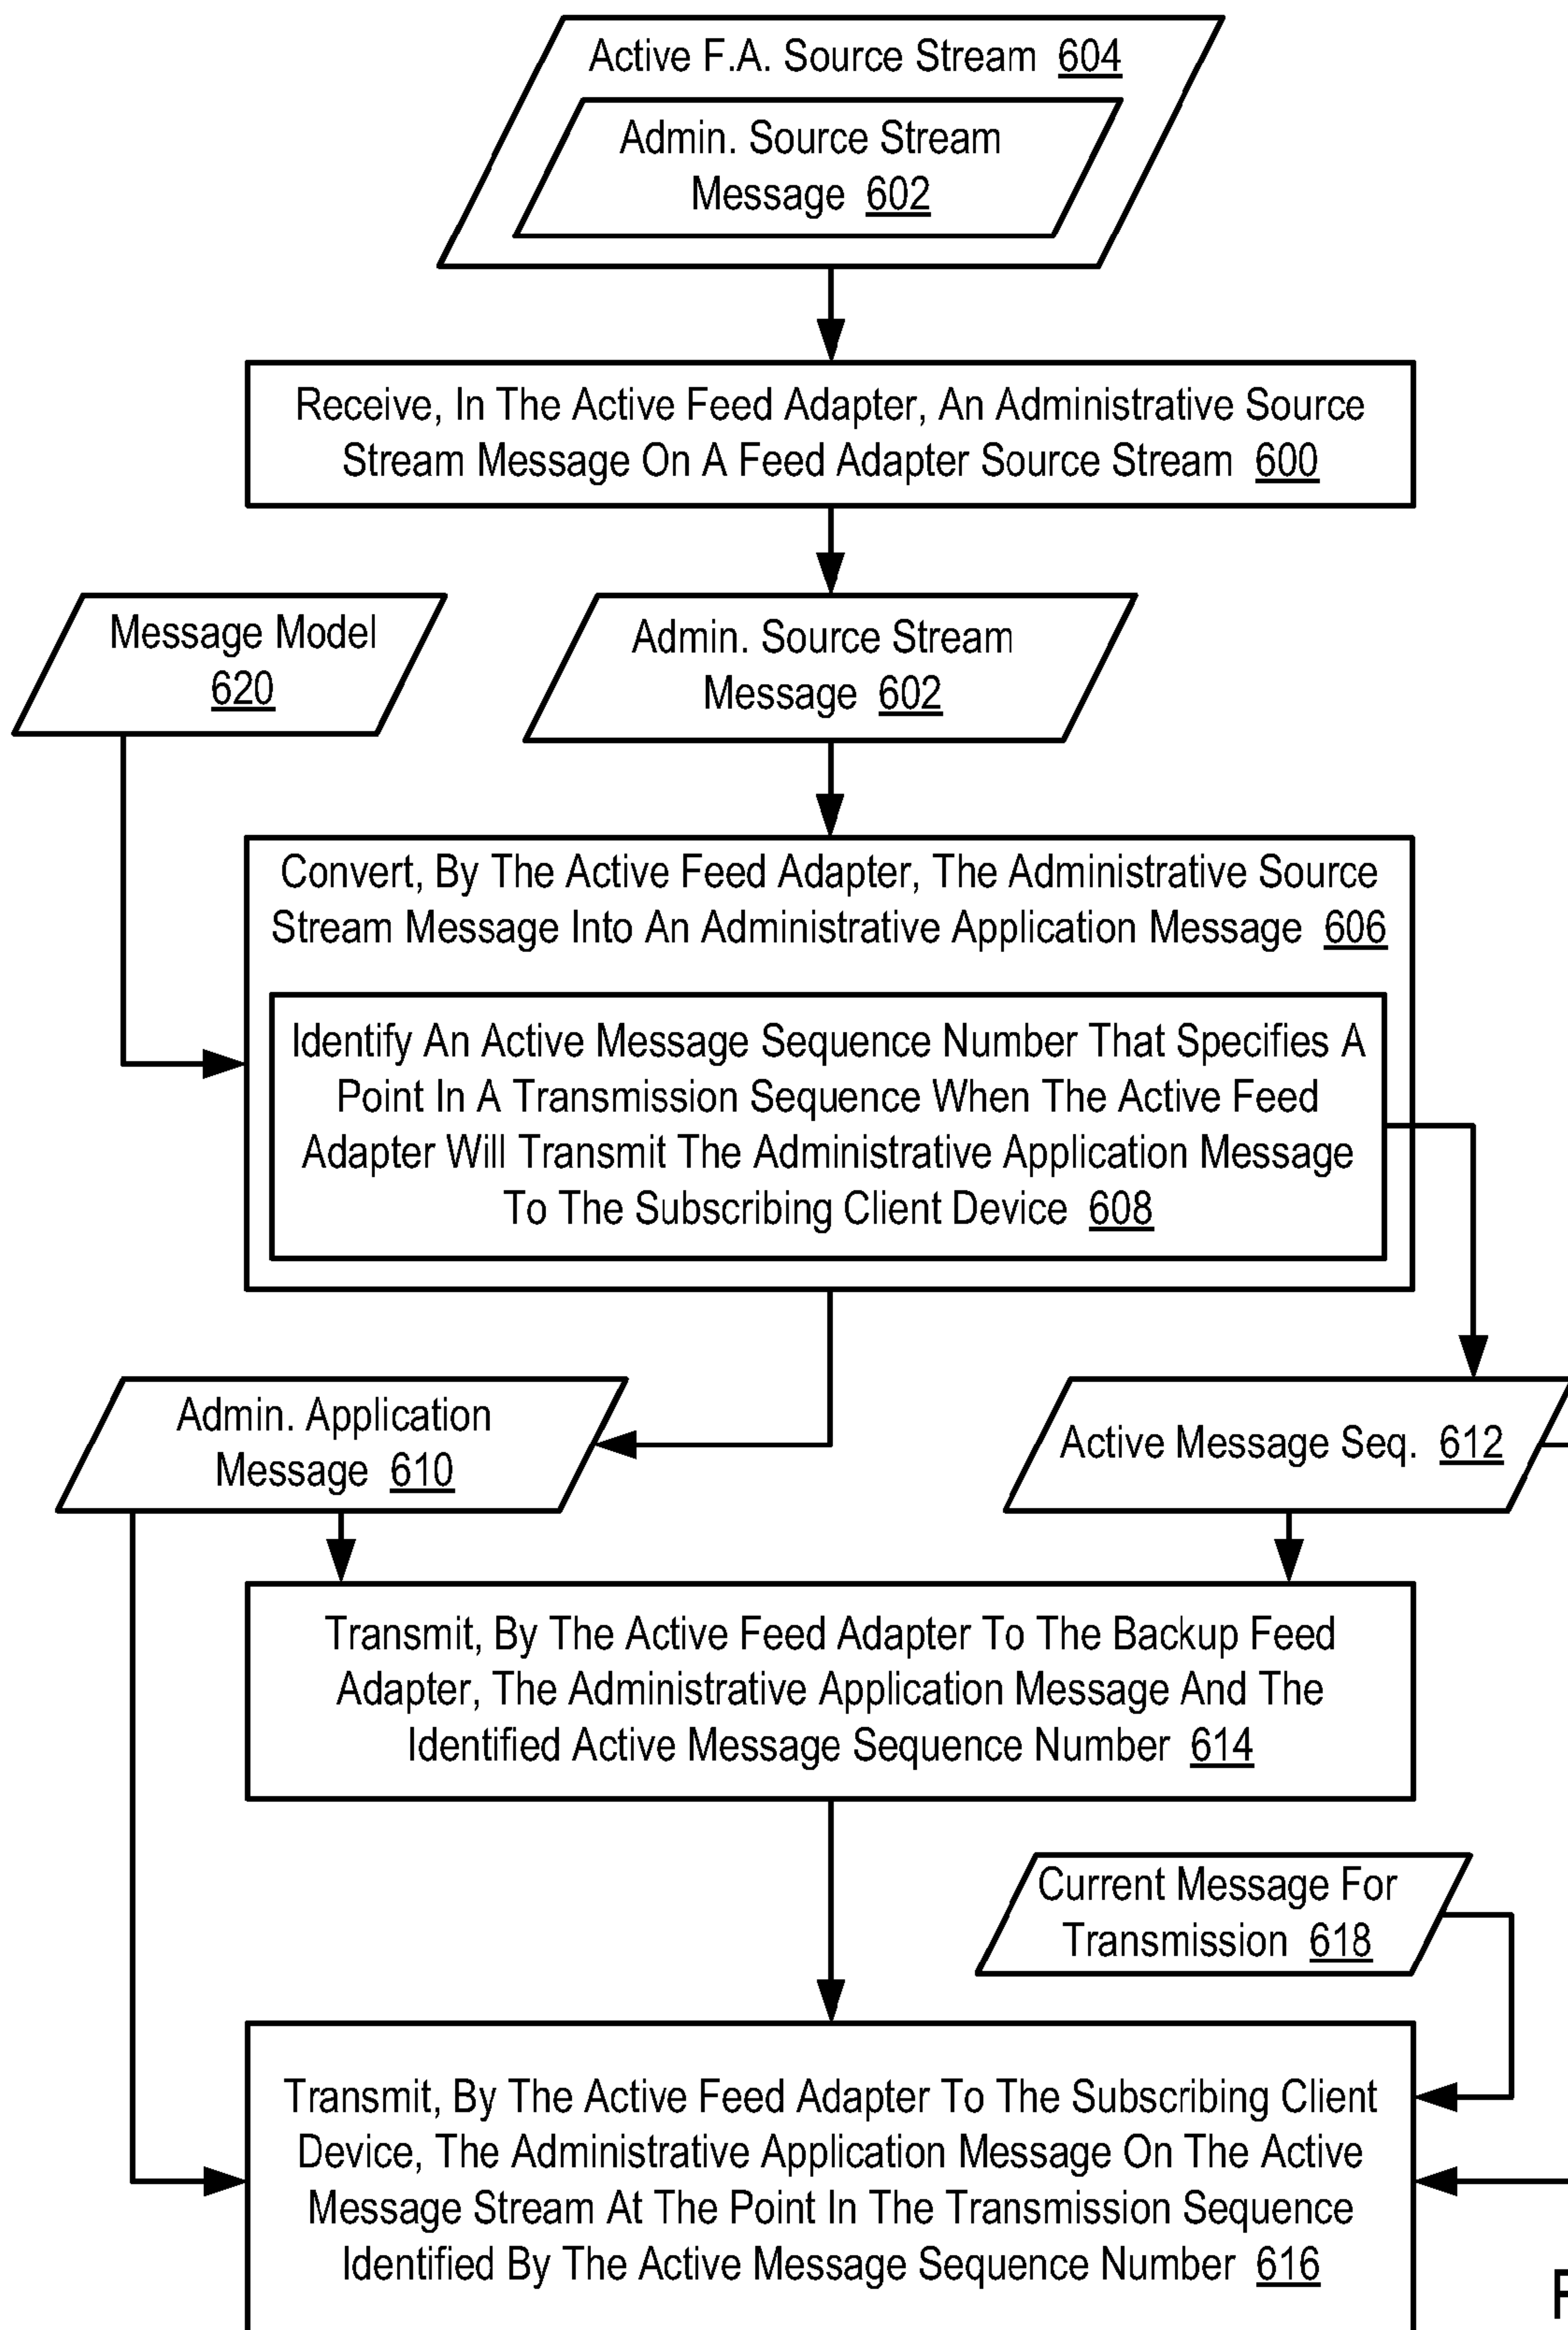 Active F.A. Source Stream 604
Admin. Source Stream
Message 602
Receive, In The Active Feed Adapter, An Administrative Source
Stream Message On A Feed Adapter Source Stream 600
Message Model
620
Admin. Source Stream
Message 602
Convert, By The Active Feed Adapter, The Administrative Source
Stream Message Into An Administrative Application Message 606
Identify An Active Message Sequence Number That Specifies A
Point In A Transmission Sequence When The Active Feed
Adapter Will Transmit The Administrative Application Message
To The Subscribing Client Device 608
Admin. Application
Message 610
Active Message Seq. 612
Transmit, By The Active Feed Adapter To The Backup Feed
Adapter, The Administrative Application Message And The
Identified Active Message Sequence Number 614
Current Message For
Transmission 618
Transmit, By The Active Feed Adapter To The Subscribing Client
Device, The Administrative Application Message On The Active
Message Stream At The Point In The Transmission Sequence
Identified By The Active Message Sequence Number 616